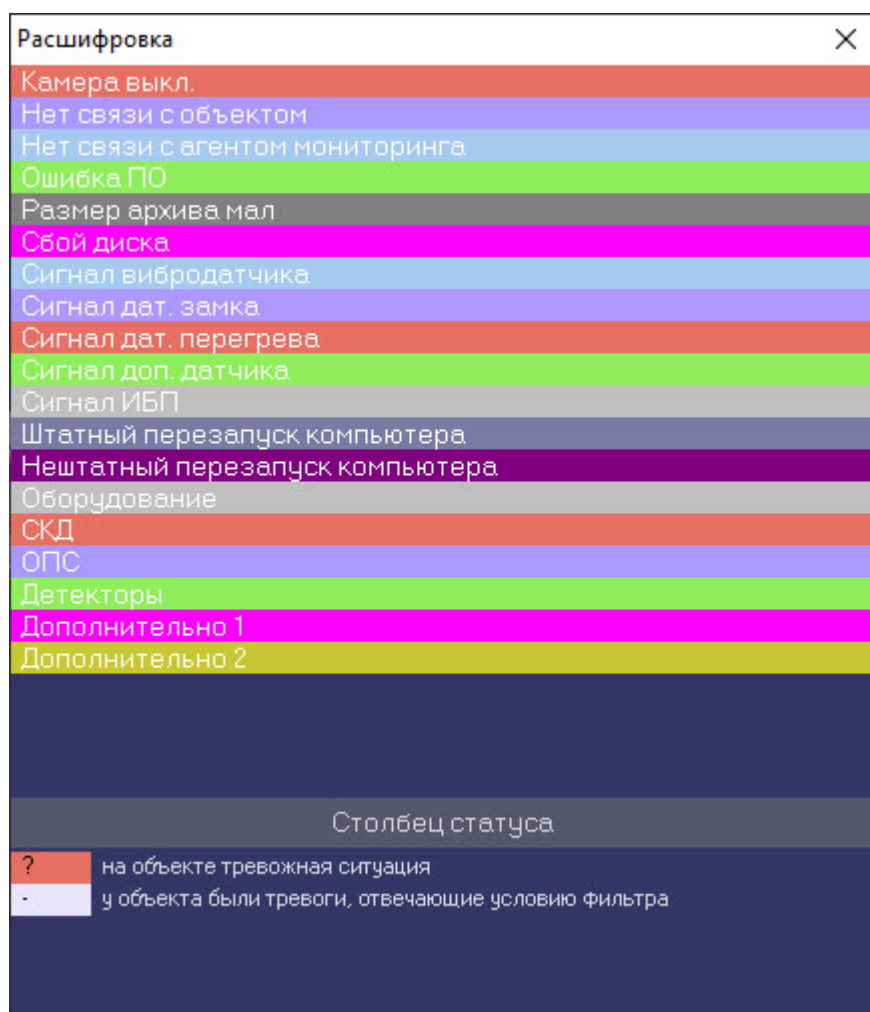 Расшифровка
Камера выкл.
Нет связи с объектом
Нет связи с агентом мониторинга
Ошибка ПО
Размер архива мал
Сбой диска
Сигнал вибродатчика
Сигнал дат. замка
Сигнал дат. перегрева
Сигнал доп. датчика
Сигнал ИБП
Штатный перезапуск компьютера
Нештатный перезапуск компьютера
Оборудование
СКД
ОПС
Детекторы
Дополнительно 1
Дополнительно 2
Столбец статуса
? на объекте тревожная ситуация
- у объекта были тревоги, отвечающие условию фильтра